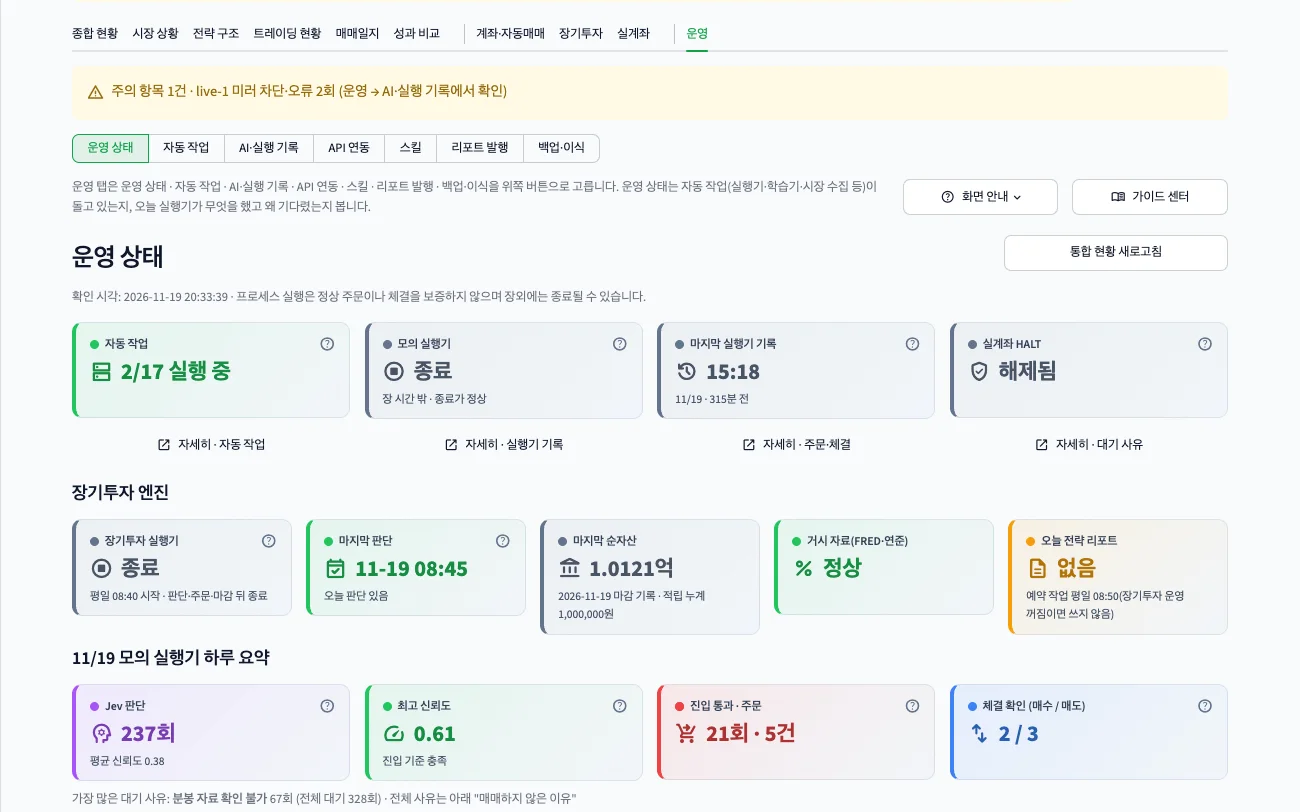 종합 현황 시장 상황 전략 구조 트레이딩 현황 매매일지 성과 비교 계좌·자동매매 장기투자 실계좌 운영
주의 항목 1건 · live-1 미러 차단·오류 2회 (운영 → AI·실행 기록에서 확인)
운영 상태 자동 작업 AI·실행 기록 API 연동 스킬 리포트 발행 백업·이식
운영 탭은 운영 상태 · 자동 작업 · AI·실행 기록 · API 연동 · 스킬 · 리포트 발행 · 백업·이식을 위쪽 버튼으로 고릅니다. 운영 상태는 자동 작업(실행기·학습기·시장 수집 등)이
돌고 있는지, 오늘 실행기가 무엇을 했고 왜 기다렸는지 봅니다.
화면 안내
가이드 센터
운영 상태
통합 현황 새로고침
확인 시각: 2026-11-19 20:33:39 · 프로세스 실행은 정상 주문이나 체결을 보증하지 않으며 장외에는 종료될 수 있습니다.
자동 작업
2/17 실행 중
모의 실행기
종료
장 시간 밖 · 종료가 정상
마지막 실행기 기록
15:18
11/19 · 315분 전
실계좌 HALT
해제됨
자세히 · 자동 작업
자세히 · 실행기 기록
자세히 · 주문·체결
자세히 · 대기 사유
장기투자 엔진
장기투자 실행기
종료
평일 08:40 시작 · 판단·주문·마감 뒤 종료
마지막 판단
11-19 08:45
오늘 판단 있음
마지막 순자산
1.0121억
2026-11-19 마감 기록 · 적립 누계
1,000,000원
거시 자료(FRED·연준)
정상
오늘 전략 리포트
없음
예약 작업 평일 08:50(장기투자 운영
꺼짐이면 쓰지 않음)
11/19 모의 실행기 하루 요약
Jev 판단
237회
평균 신뢰도 0.38
최고 신뢰도
0.61
진입 기준 충족
진입 통과 · 주문
21회 · 5건
체결 확인 (매수 / 매도)
2 / 3
가장 많은 대기 사유: 분봉 자료 확인 불가 67회 (전체 대기 328회) · 전체 사유는 아래 "매매하지 않은 이유"